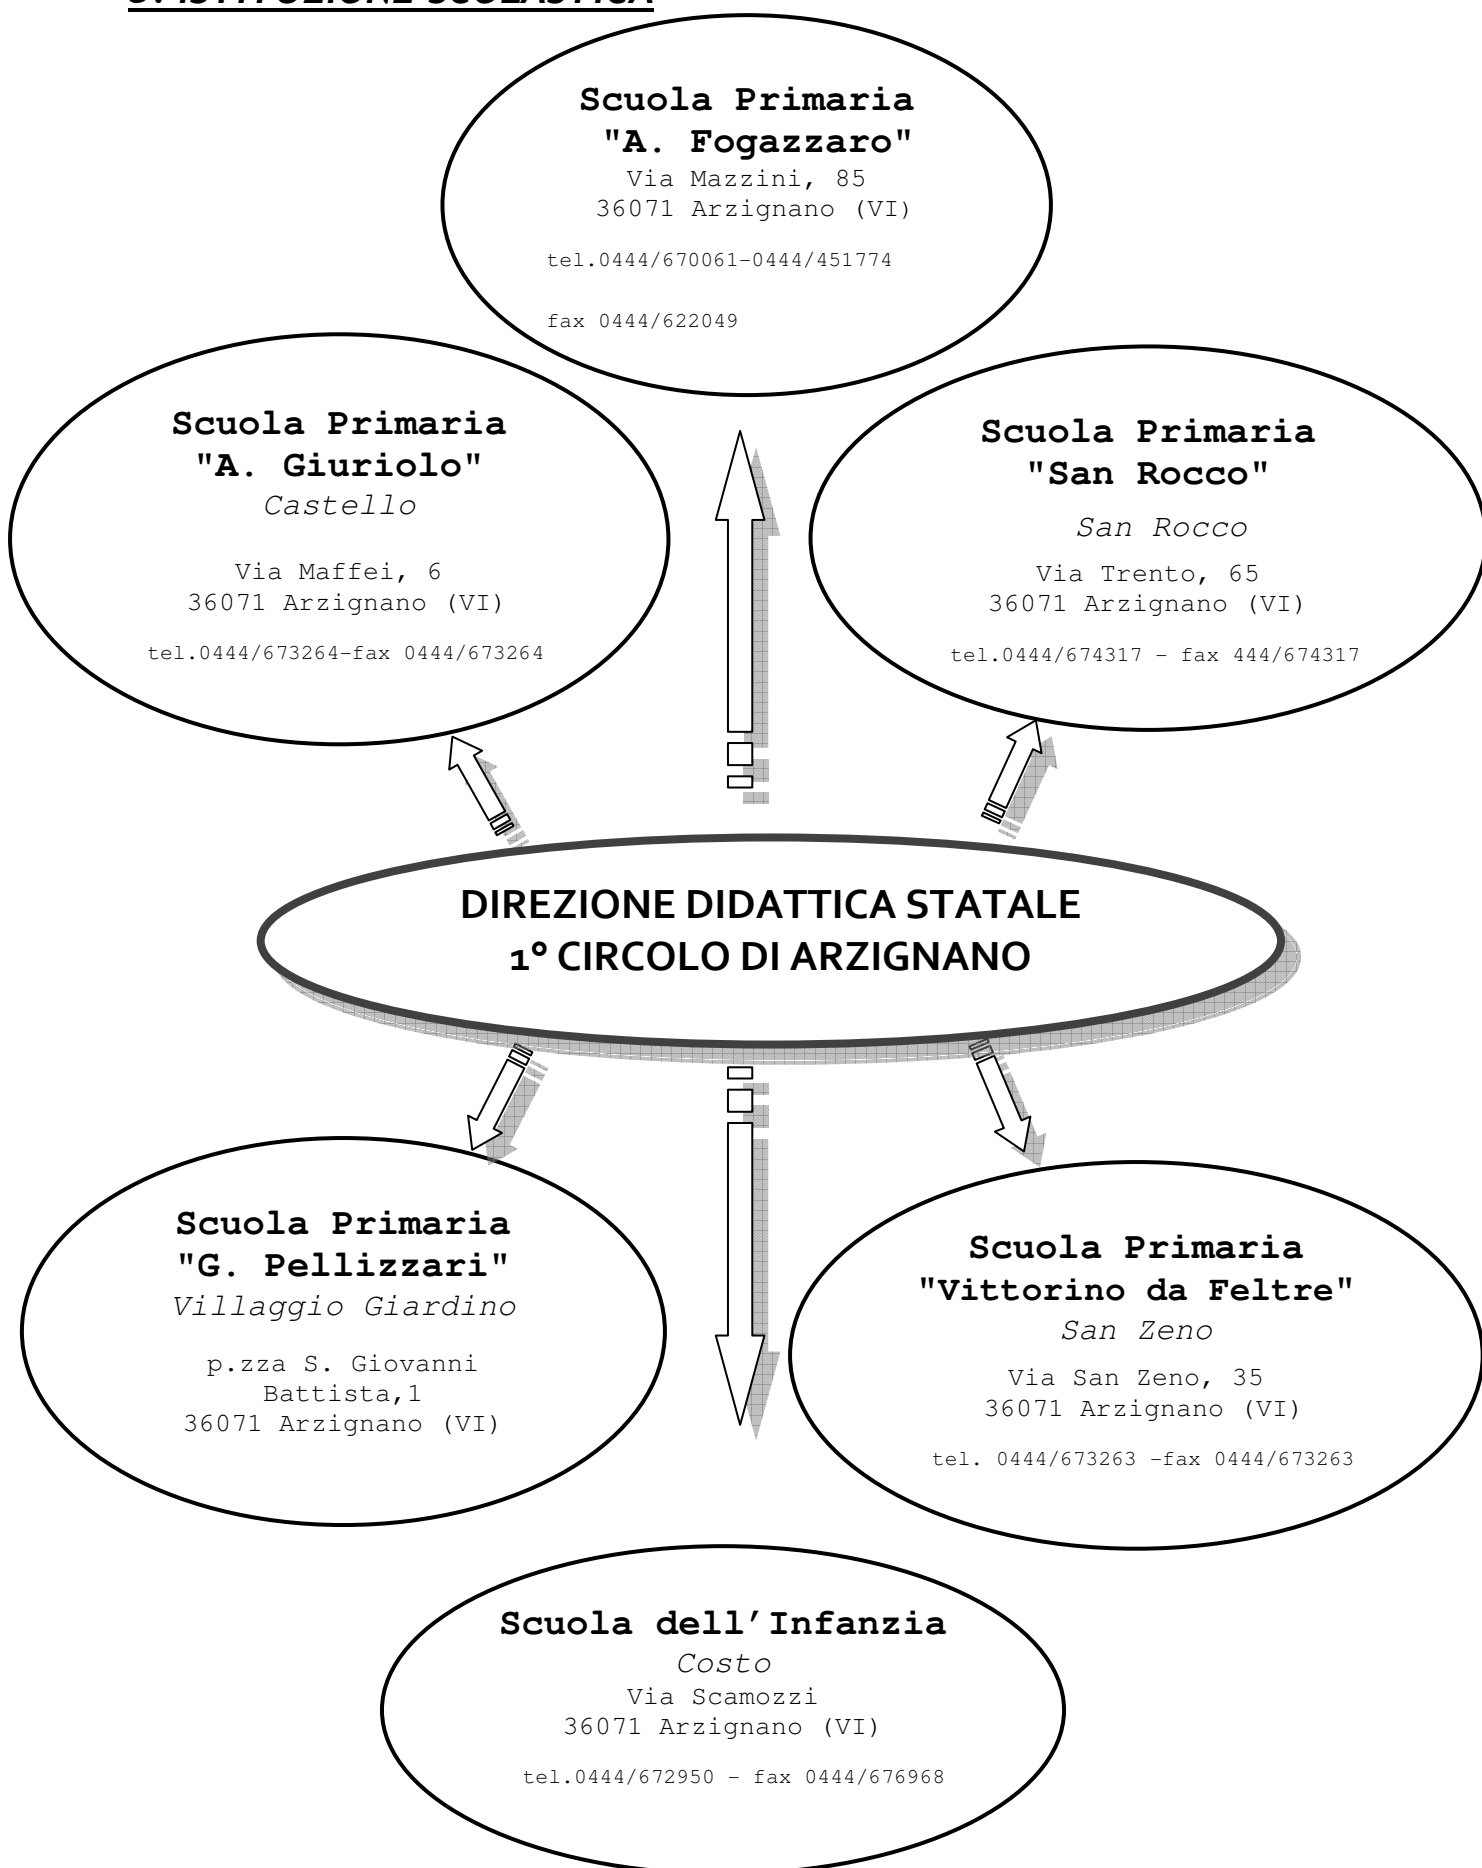 ISTITUZIONE SCOLASTICA
Scuola Primaria
"A. Fogazzaro"
Via Mazzini, 85
36071 Arzignano (VI)
tel.0444/670061-0444/451774
fax 0444/622049
Scuola Primaria
"A. Giuriolo"
Castello
Via Maffei, 6
36071 Arzignano (VI)
tel.0444/673264-fax 0444/673264
Scuola Primaria
"San Rocco"
San Rocco
Via Trento, 65
36071 Arzignano (VI)
tel.0444/674317 - fax 444/674317
DIREZIONE DIDATTICA STATALE
1° CIRCOLO DI ARZIGNANO
Scuola Primaria
"G. Pellizzari"
Villaggio Giardino
p.zza S. Giovanni
Battista,1
36071 Arzignano (VI)
Scuola Primaria
"Vittorino da Feltre"
San Zeno
Via San Zeno, 35
36071 Arzignano (VI)
tel. 0444/673263 -fax 0444/673263
Scuola dell'Infanzia
Costo
Via Scamozzi
36071 Arzignano (VI)
tel.0444/672950 - fax 0444/676968